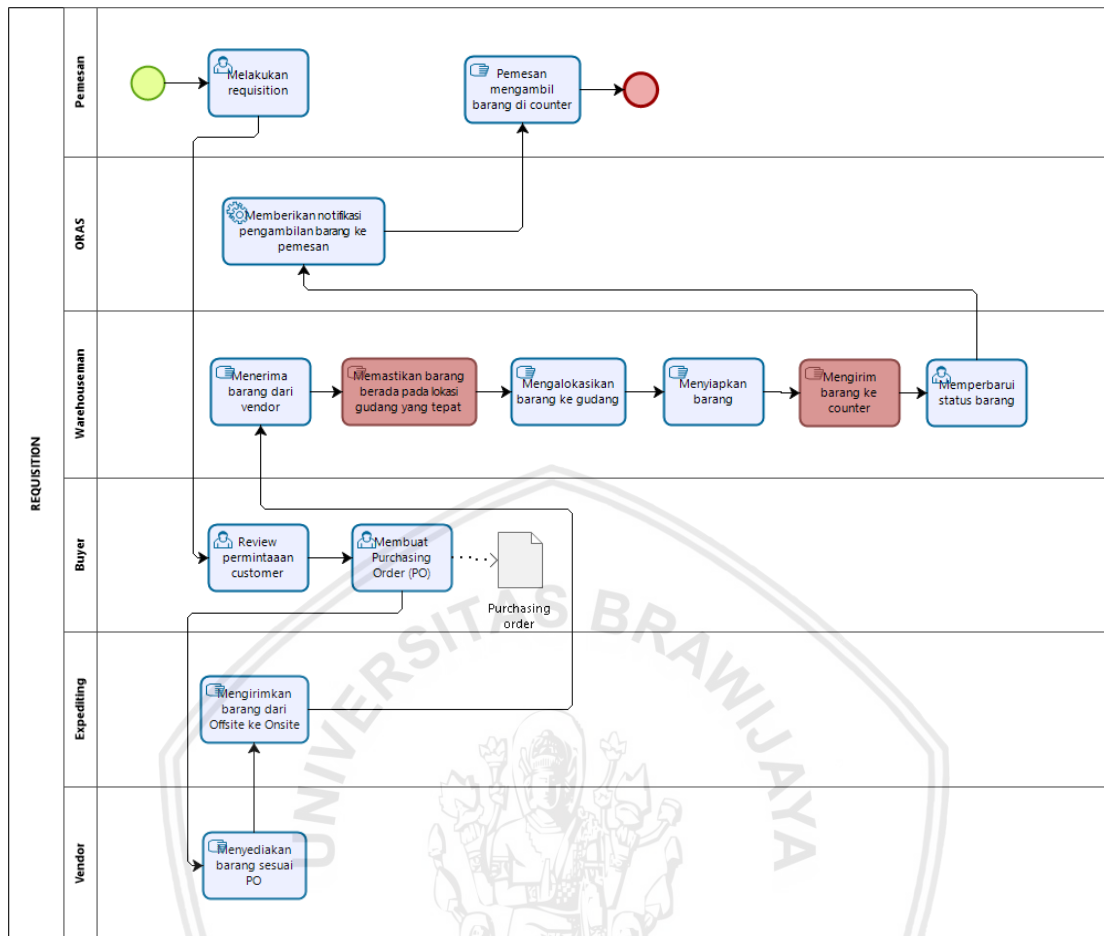 REQUISITION
Pemesan
Melakukan
requisition
Pemesan
mengambil
barang di counter
ORAS
Memberikan notifikasi
pengambilan barang ke
pemesan
Warehouseman
Menerima
barang dari
vendor
Memastikan barang
berada pada lokasi
gudang yang tepat
Mengalokasikan
barang ke gudang
Menyiapkan
barang
Mengirim
barang ke
counter
Memperbarui
status barang
Buyer
Review
permintaaan
customer
Membuat
Purchasing
Order (PO)
Purchasing
order
Expediting
Mengirimkan
barang dari
Offsite ke Onsite
Vendor
Menyediakan
barang sesuai
PO
UNIVERSITAS BRAWIJAYA